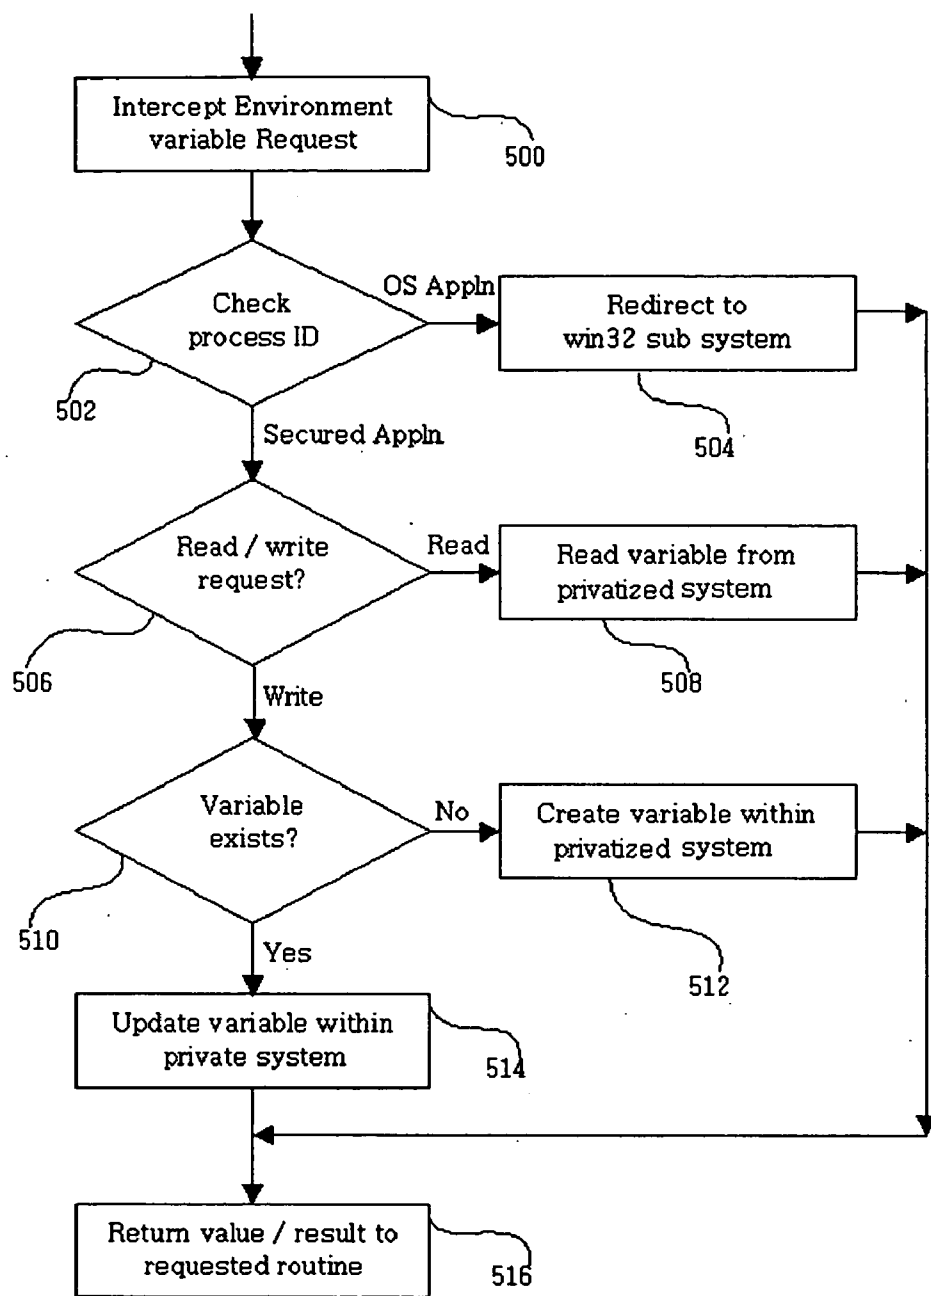 Intercept Environment
variable Request
500
Check
process ID
502
OS Appln
Redirect to
win32 sub system
504
Secured Appln
Read / write
request?
506
Read
Read variable from
privatized system
508
Write
Variable
exists?
510
No
Create variable within
privatized system
512
Yes
Update variable within
private system
514
Return value / result to
requested routine
516